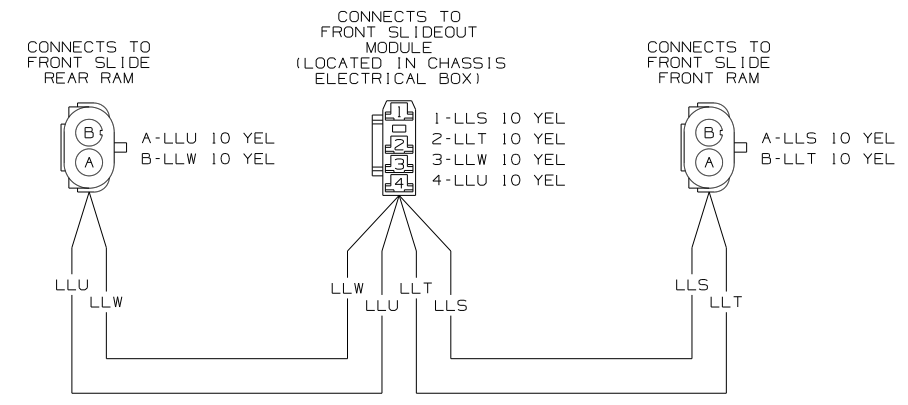 CONNECTS TO
FRONT SLIDE
REAR RAM
B
A
A-LLU 10 YEL
B-LLW 10 YEL
CONNECTS TO
FRONT SLIDEOUT
MODULE
(LOCATED IN CHASSIS
ELECTRICAL BOX)
1
2
3
4
1-LLS 10 YEL
2-LLT 10 YEL
3-LLW 10 YEL
4-LLU 10 YEL
CONNECTS TO
FRONT SLIDE
FRONT RAM
B
A
A-LLS 10 YEL
B-LLT 10 YEL
LLU
LLW
LLW
LLU
LLT
LLS
LLS
LLT